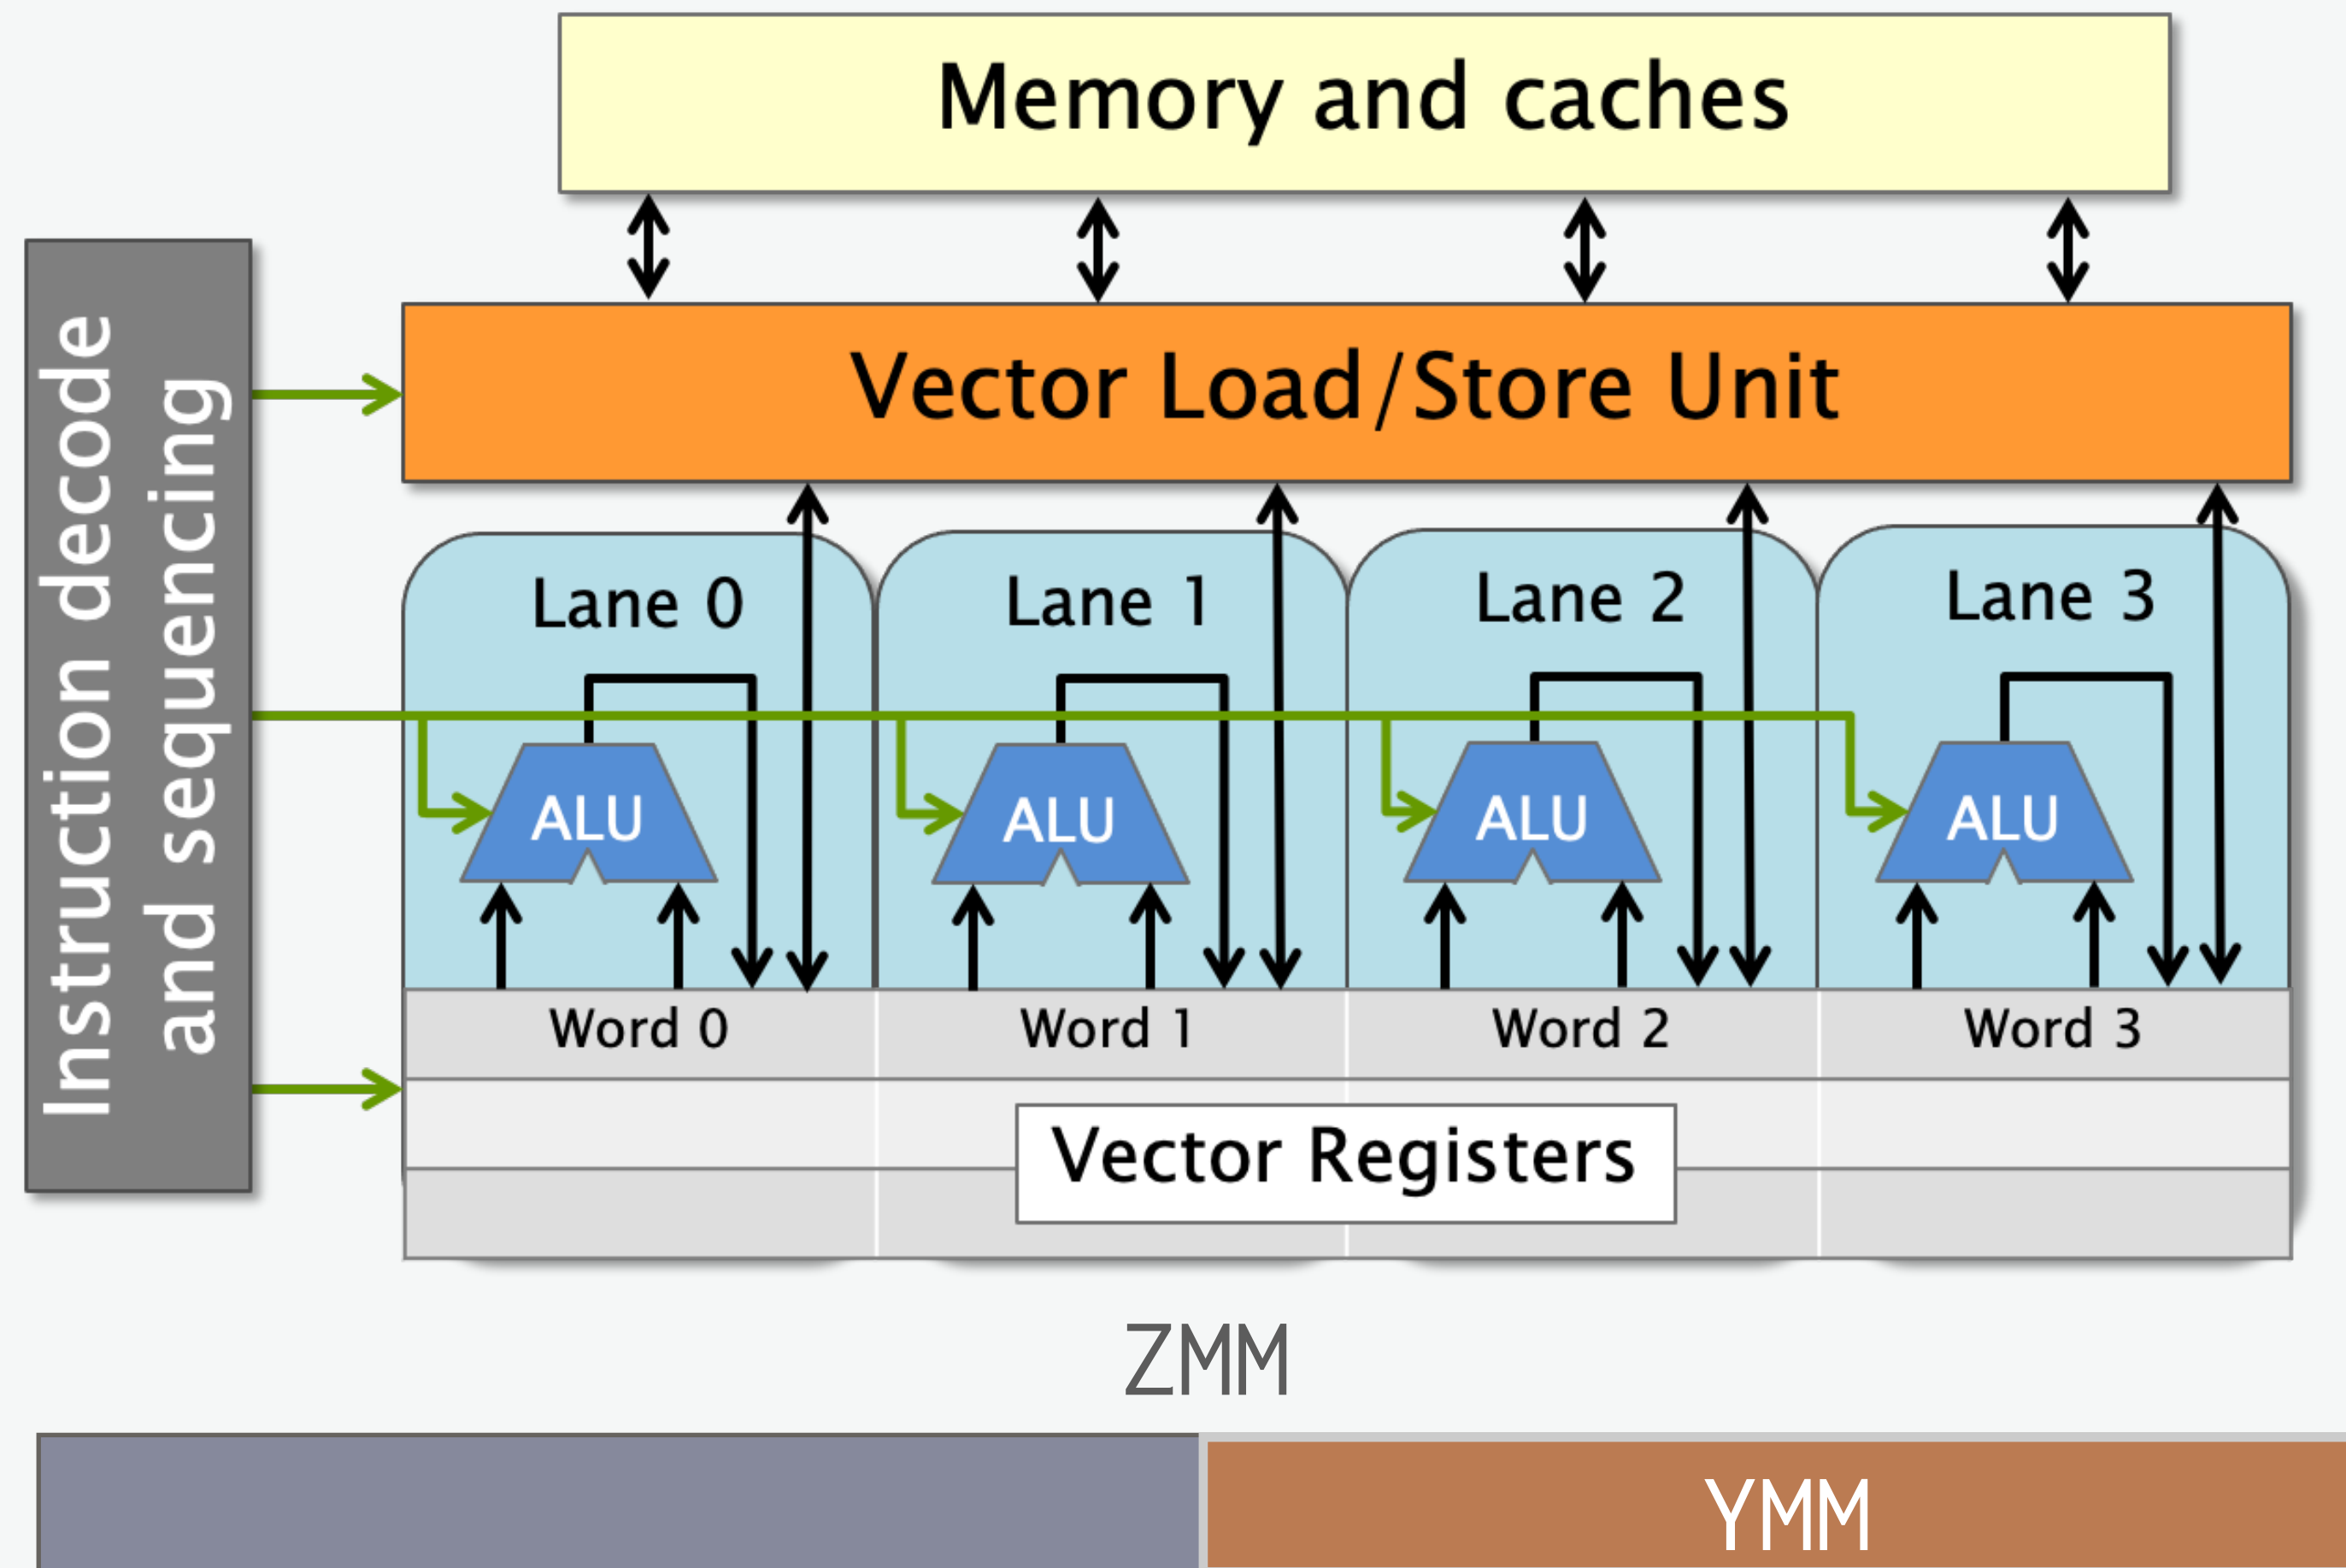 Memory and caches
Instruction decode
and sequencing
Vector Load/Store Unit
Lane 0
Lane 1
Lane 2
Lane 3
ALU
ALU
ALU
ALU
Word 0
Word 1
Word 2
Word 3
Vector Registers
ZMM
YMM